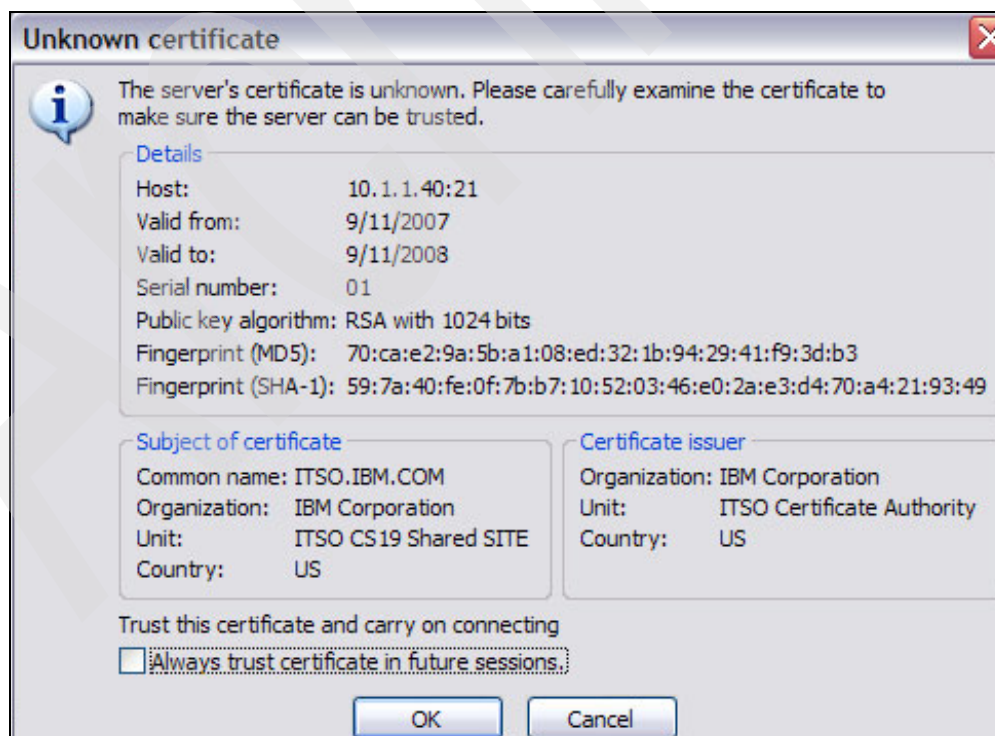 Unknown certificate
The server's certificate is unknown. Please carefully examine the certificate to
make sure the server can be trusted.
Details
Host: 10.1.1.40:21
Valid from: 9/11/2007
Valid to: 9/11/2008
Serial number: 01
Public key algorithm: RSA with 1024 bits
Fingerprint (MD5): 70:ca:e2:9a:5b:a1:08:ed:32:1b:94:29:41:f9:3d:b3
Fingerprint (SHA-1): 59:7a:40:fe:0f:7b:b7:10:52:03:46:e0:2a:e3:d4:70:a4:21:93:49
Subject of certificate
Common name: ITSO.IBM.COM
Organization: IBM Corporation
Unit: ITSO CS19 Shared SITE
Country: US
Certificate issuer
Organization: IBM Corporation
Unit: ITSO Certificate Authority
Country: US
Trust this certificate and carry on connecting
Always trust certificate in future sessions.
OK
Cancel